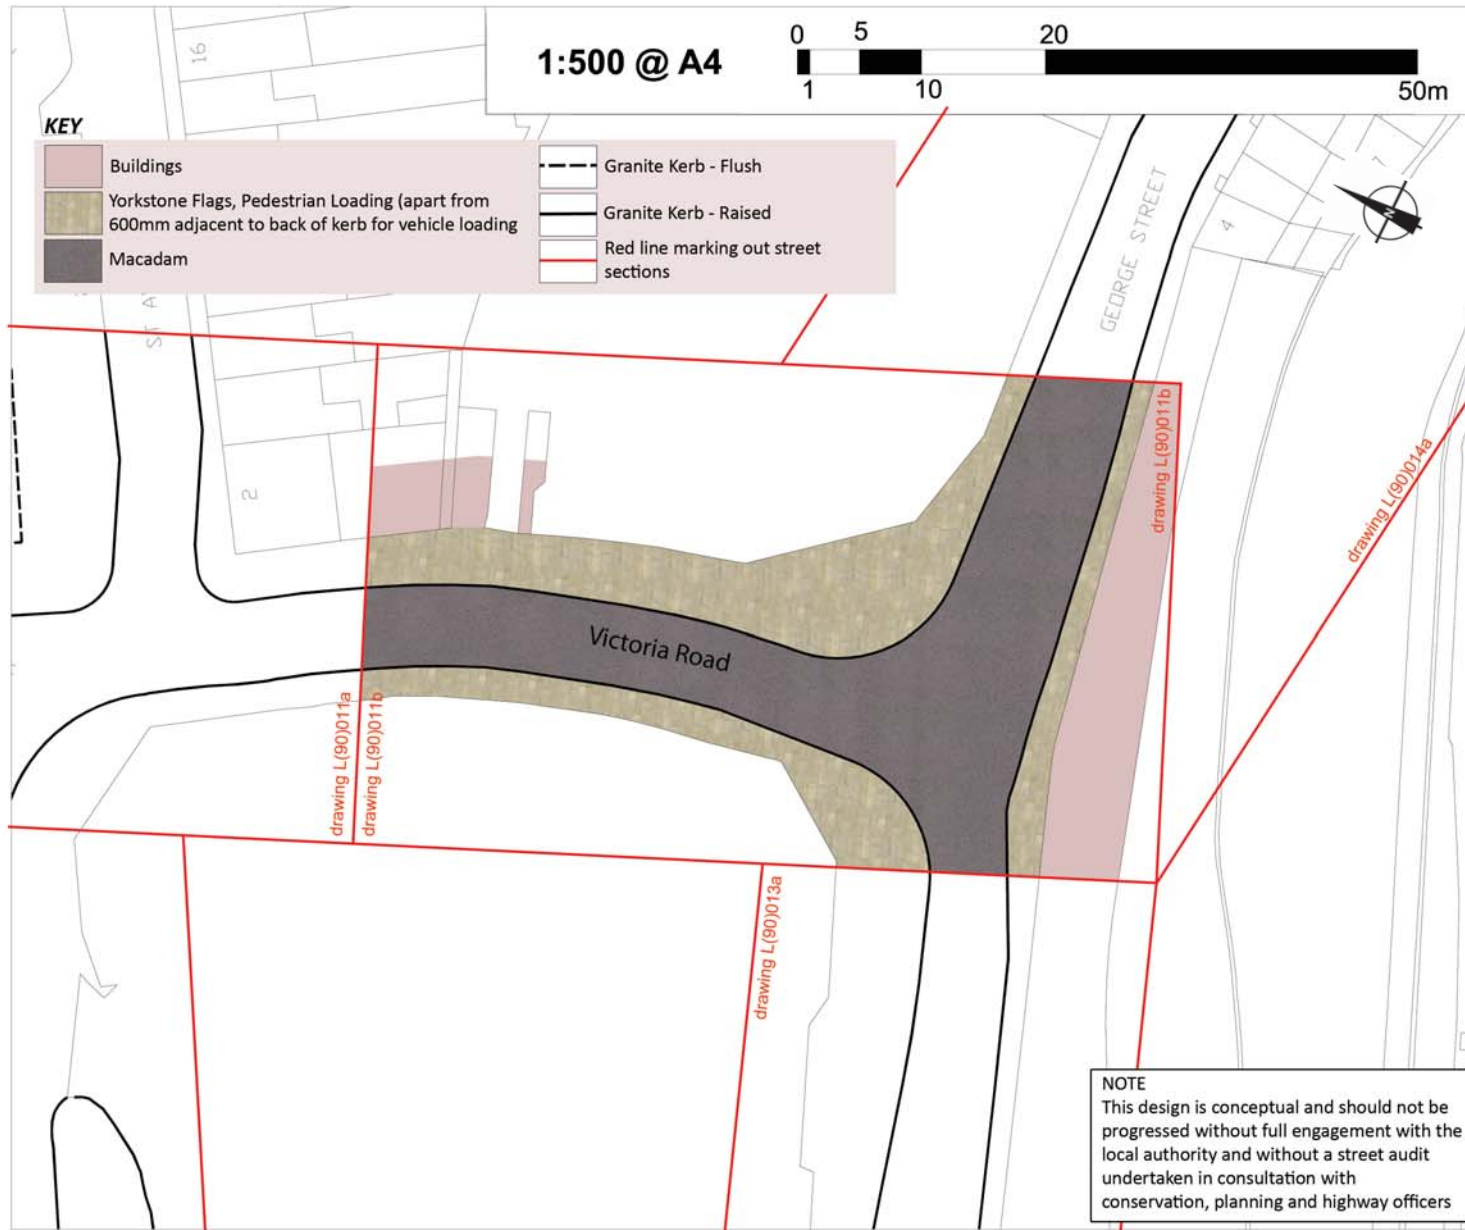 1:500 @ A4
0 5 20
1 10 50m
16
KEY
Buildings
Yorkstone Flags, Pedestrian Loading (apart from
600mm adjacent to back of kerb for vehicle loading
Macadam
Granite Kerb - Flush
Granite Kerb - Raised
Red line marking out street
sections
N
7
4
GEORGE STREET
ST A
2
drawing L(90)011b
drawing L(90)014a
Victoria Road
drawing L(90)011a
drawing L(90)011b
drawing L(90)013a
NOTE
This design is conceptual and should not be
progressed without full engagement with the
local authority and without a street audit
undertaken in consultation with
conservation, planning and highway officers